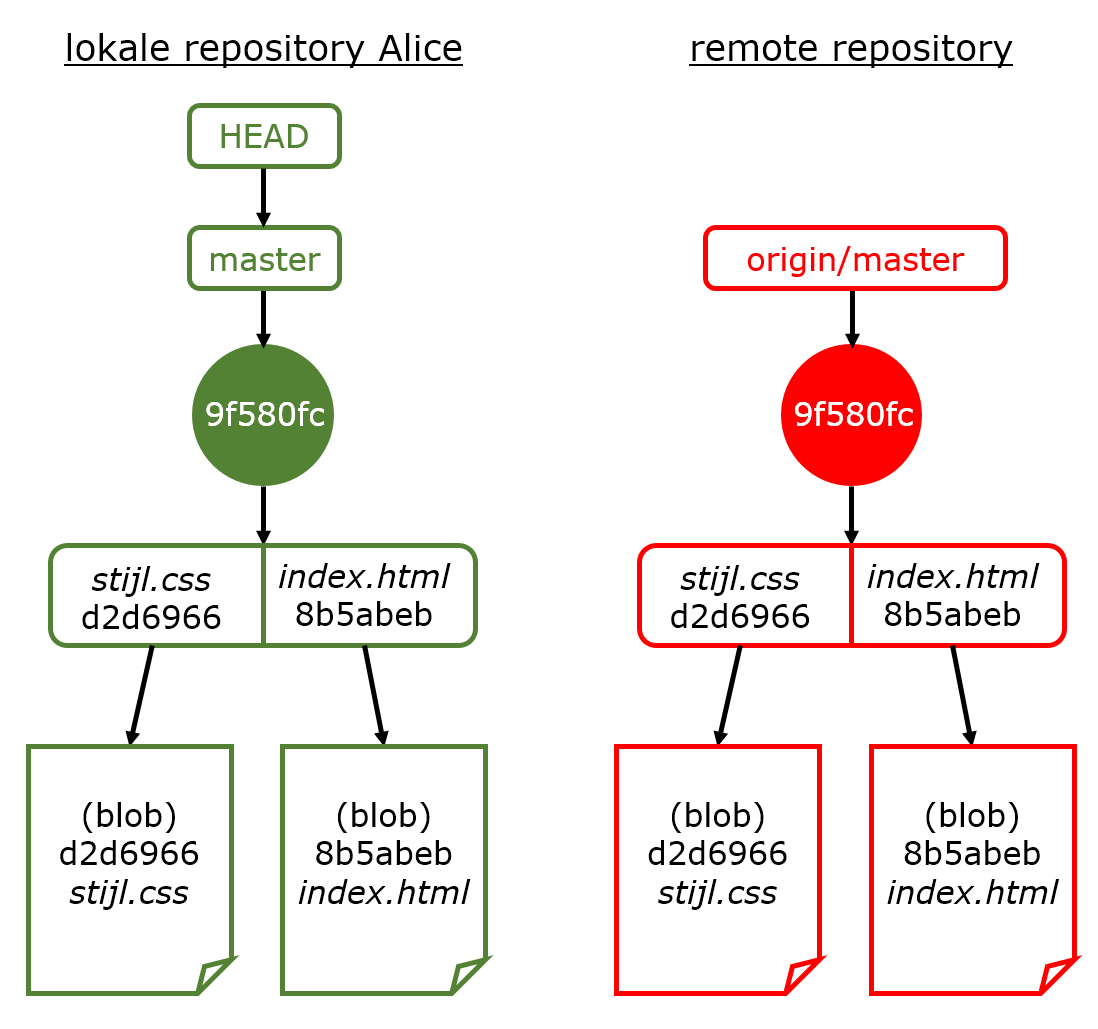 lokale repository Alice
HEAD
master
9f580fc
stijl.css
d2d6966
index.html
8b5abeb
(blob)
d2d6966
stijl.css
(blob)
8b5abeb
index.html
remote repository
origin/master
9f580fc
stijl.css
d2d6966
index.html
8b5abeb
(blob)
d2d6966
stijl.css
(blob)
8b5abeb
index.html